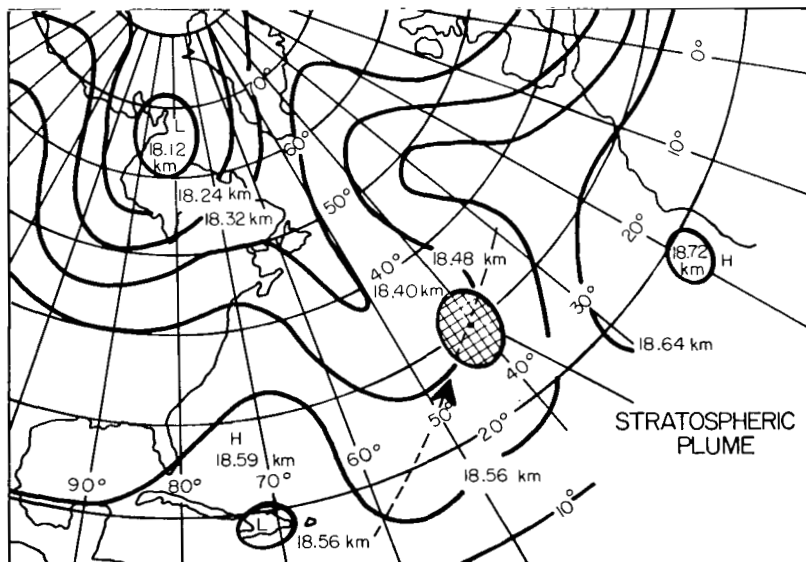 0°
70°
L
18.12
km
60°
10°
18.24 km
50°
18.32 km
20°
18.72
km
H
18.48 km
40°
18.40 km
30°
18.64 km
40°
50°
STRATOSPHERIC
PLUME
20°
H
18.59 km
60°
18.56 km
90°
80°
70°
10°
L
18.56 km